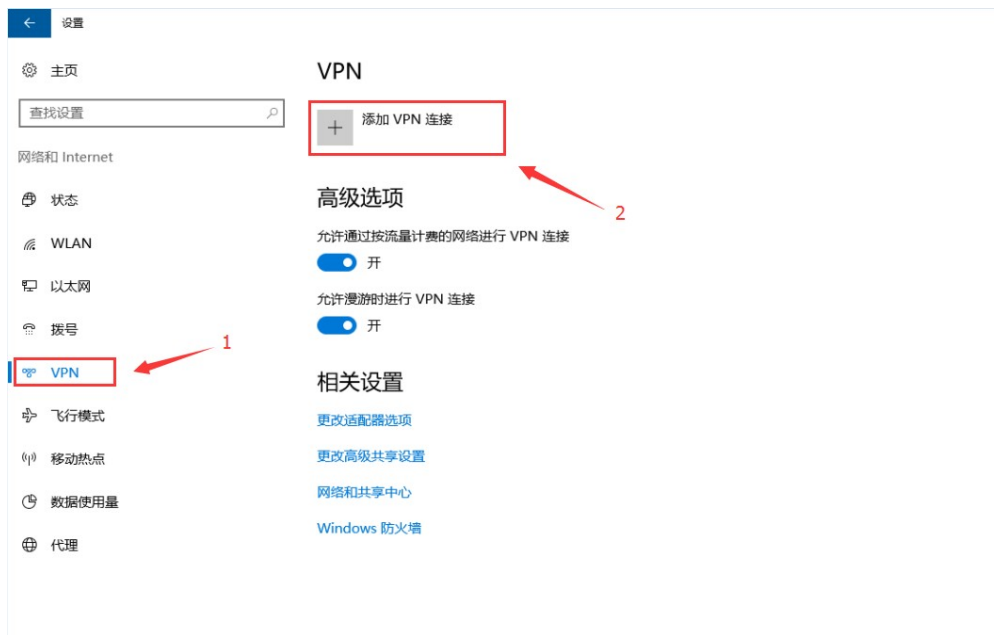 设置
主页
查找设置
网络和 Internet
状态
WLAN
以太网
拨号
VPN
飞行模式
移动热点
数据使用量
代理
1
VPN
添加 VPN 连接
2
高级选项
允许通过按流量计费的网络进行 VPN 连接
开
允许漫游时进行 VPN 连接
开
相关设置
更改适配器选项
更改高级共享设置
网络和共享中心
Windows 防火墙